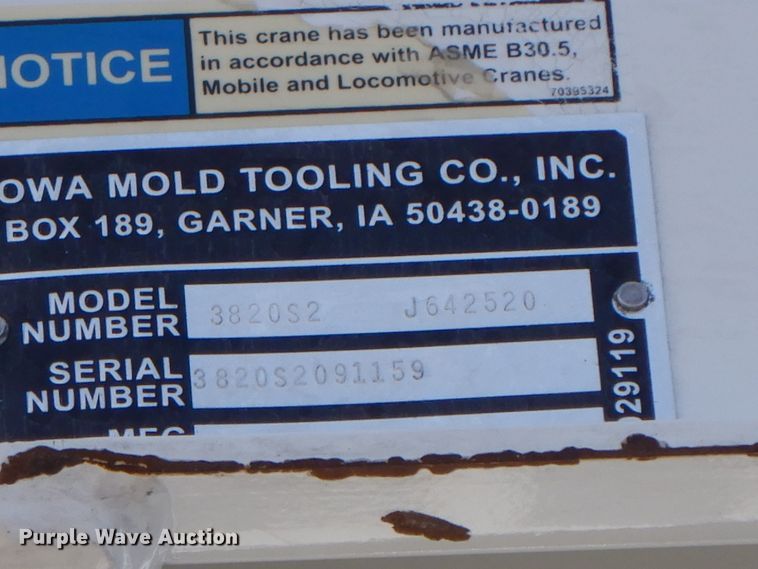 NOTICE
This crane has been manufactured
in accordance with ASME B30.5,
Mobile and Locomotive Cranes.
70395324
OWA MOLD TOOLING CO., INC.
BOX 189, GARNER, IA 50438-0189
MODEL
NUMBER
3820S2 J642520
SERIAL
NUMBER
3820S2091159
MFG
29119
Purple Wave Auction